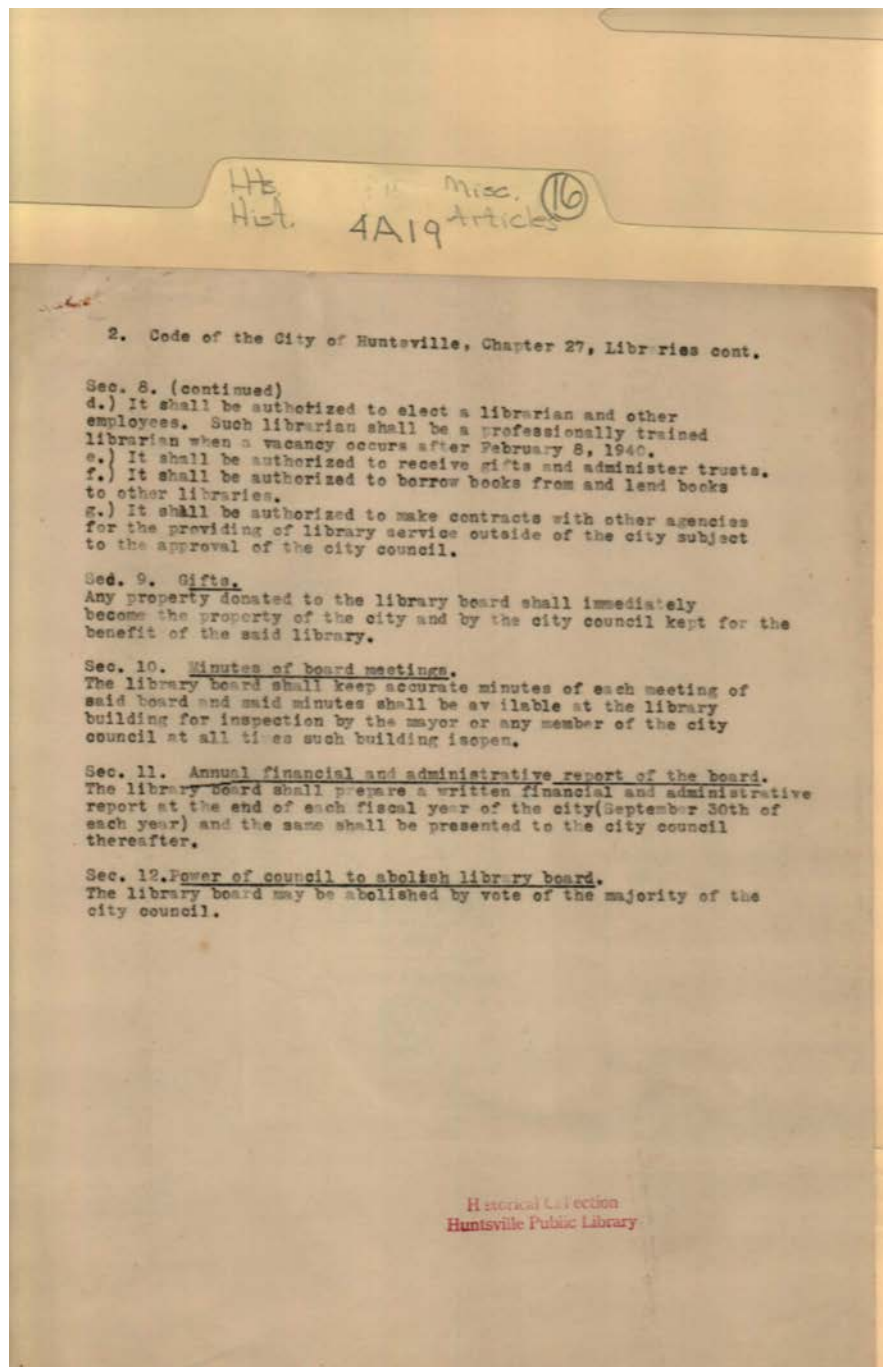 Hts. Misc. 16
Hist. 4A19 Articles
2. Code of the City of Huntsville, Chapter 27, Libr ries cont.
Sec. 8. (continued)
d.) It shall be authorized to elect a librarian and other
employees. Such librarian shall be a professionally trained
librarian when a vacancy occurs after February 8, 1940.
e.) It shall be authorized to receive gifts and administer trusts.
f.) It shall be authorized to borrow books from and lend books
to other libraries.
g.) It shall be authorized to make contracts with other agencies
for the providing of library service outside of the city subject
to the approval of the city council.
Sed. 9. Gifts.
Any property donated to the library board shall immediately
become the property of the city and by the city council kept for the
benefit of the said library.
Sec. 10. Minutes of board meetings.
The library board shall keep accurate minutes of each meeting of
said board and said minutes shall be av ilable at the library
building for inspection by the mayor or any member of the city
council at all ti es such building isopen.
Sec. 11. Annual financial and administrative report of the board.
The library board shall prepare a written financial and administrative
report at the end of each fiscal year of the city(September 30th of
each year) and the same shall be presented to the city council
thereafter.
Sec. 12.Power of council to abolish library board.
The library board may be abolished by vote of the majority of the
city council.
Historical Collection
Huntsville Public Library